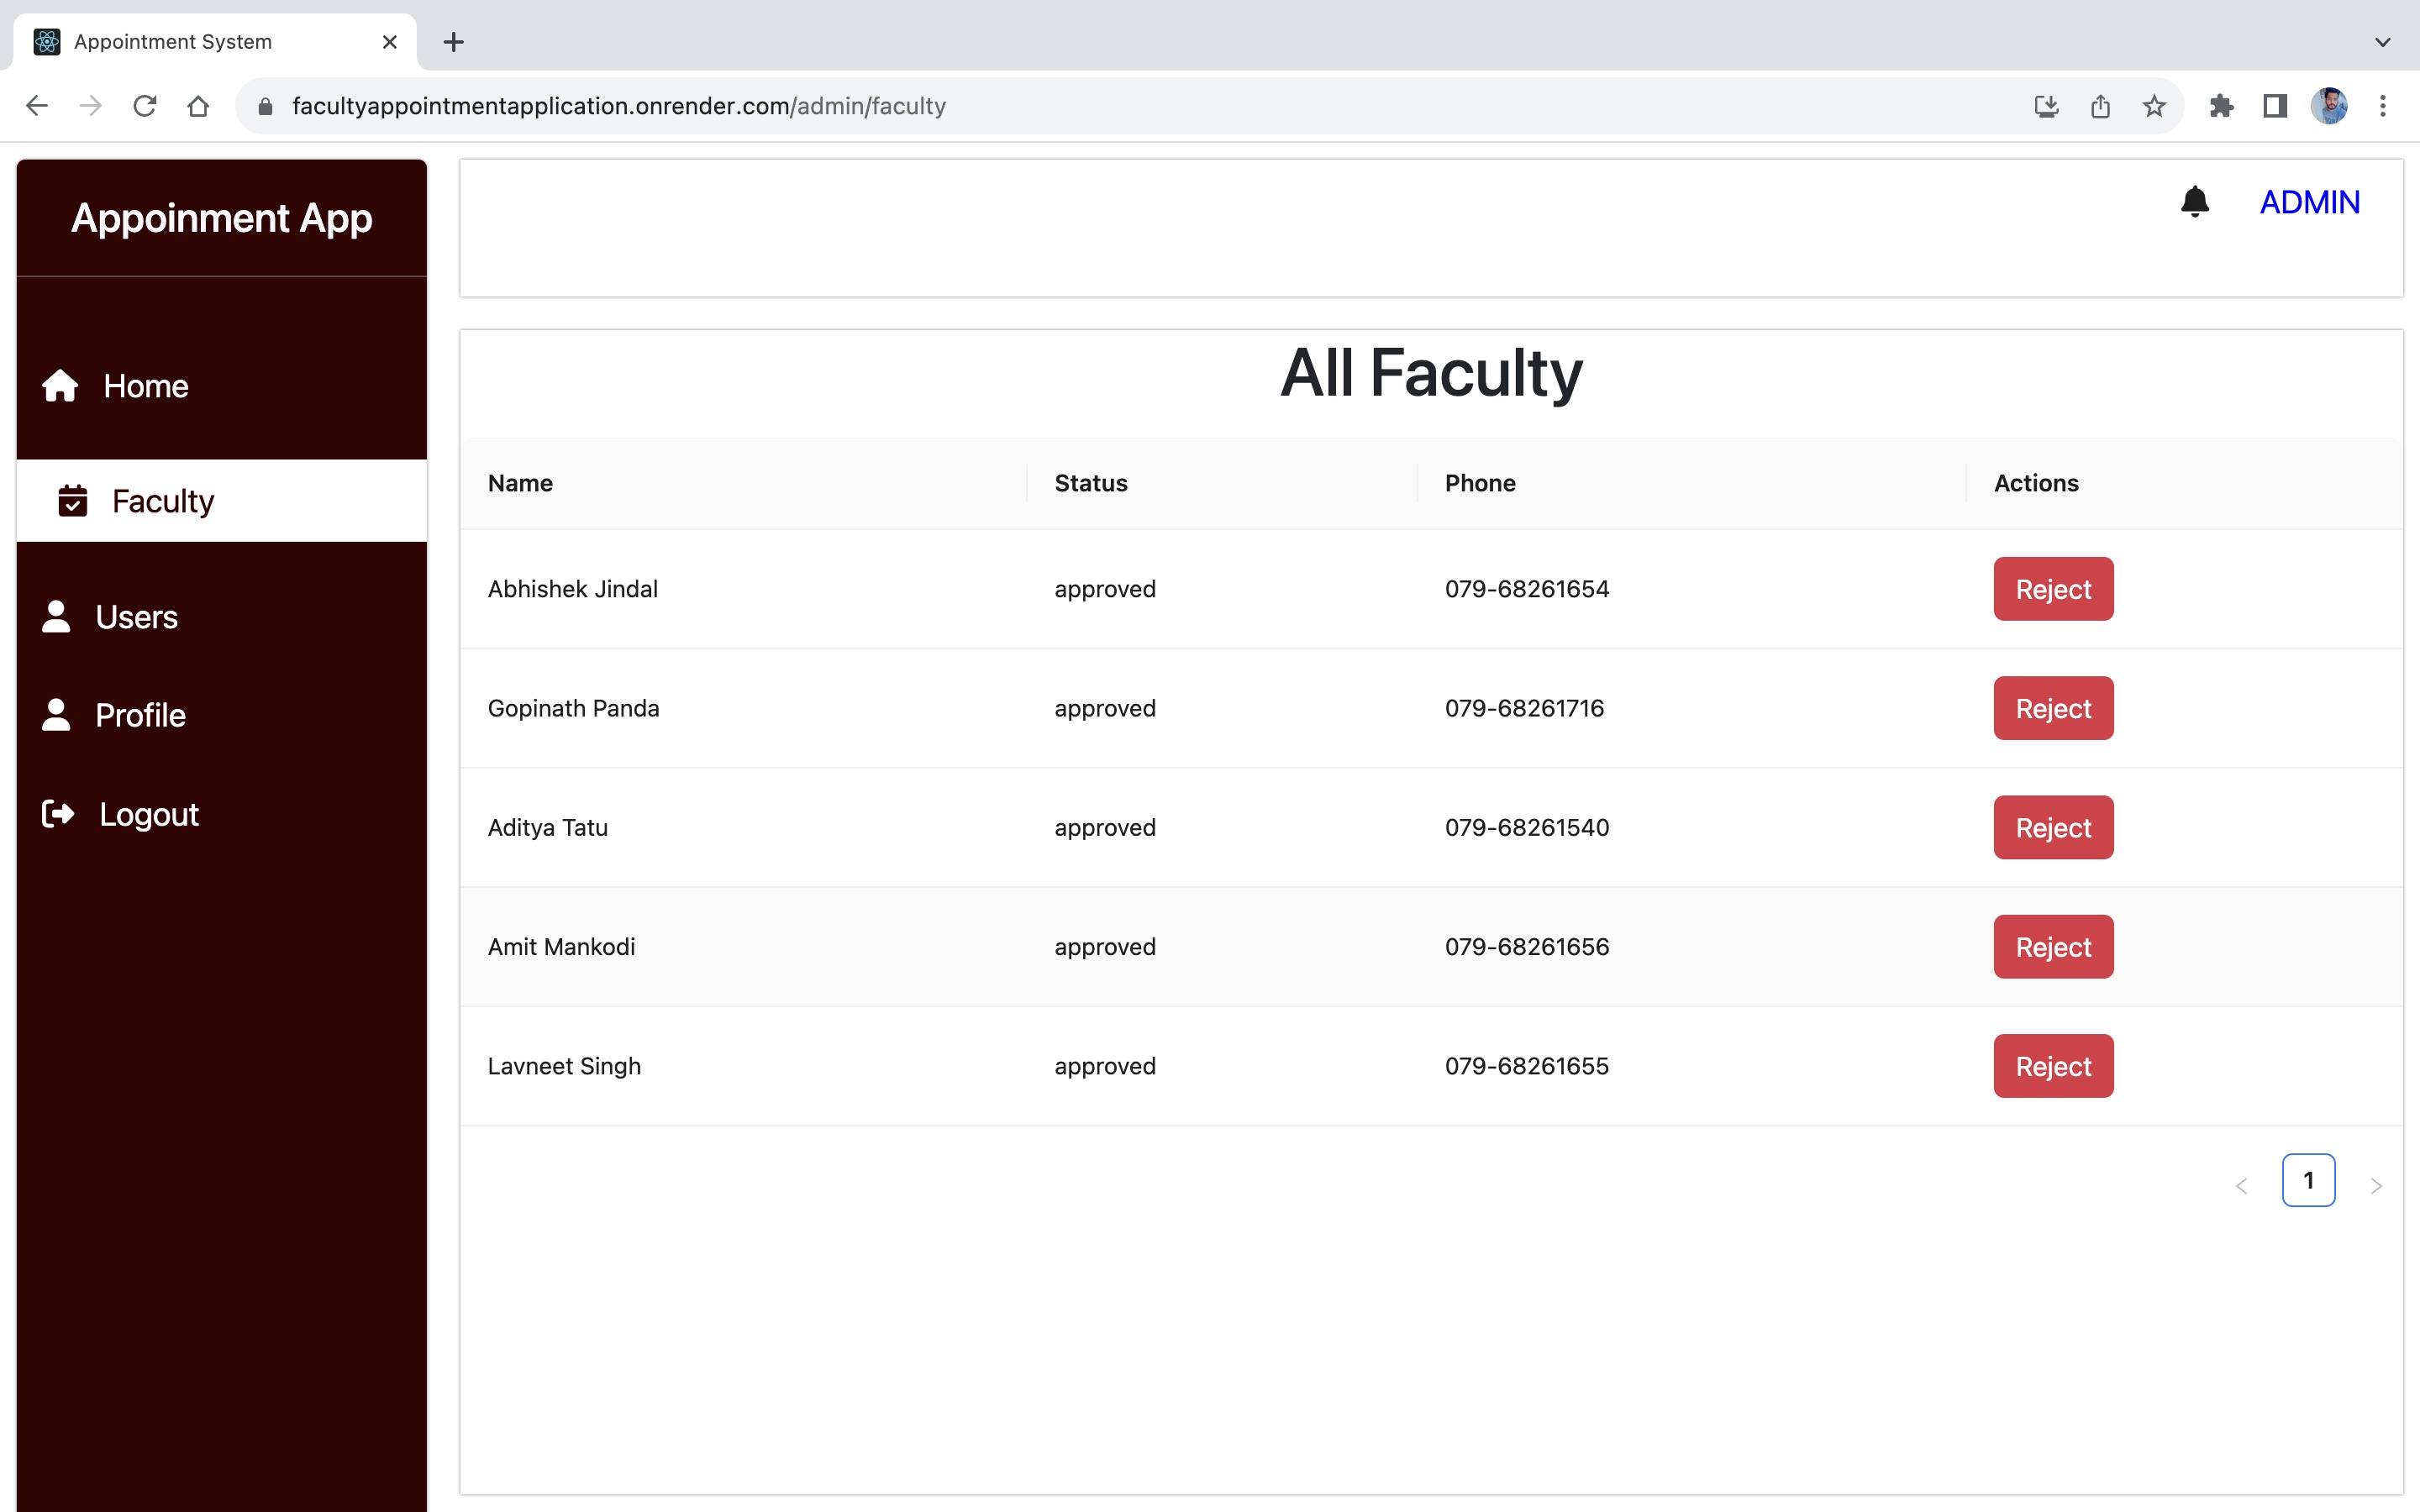 Appointment System
facultyappointmentapplication.onrender.com/admin/faculty
Appoinment App
ADMIN
Home
Faculty
Users
Profile
Logout
All Faculty
Name Status Phone Actions
Abhishek Jindal approved 079-68261654 Reject
Gopinath Panda approved 079-68261716 Reject
Aditya Tatu approved 079-68261540 Reject
Amit Mankodi approved 079-68261656 Reject
Lavneet Singh approved 079-68261655 Reject
< 1 >